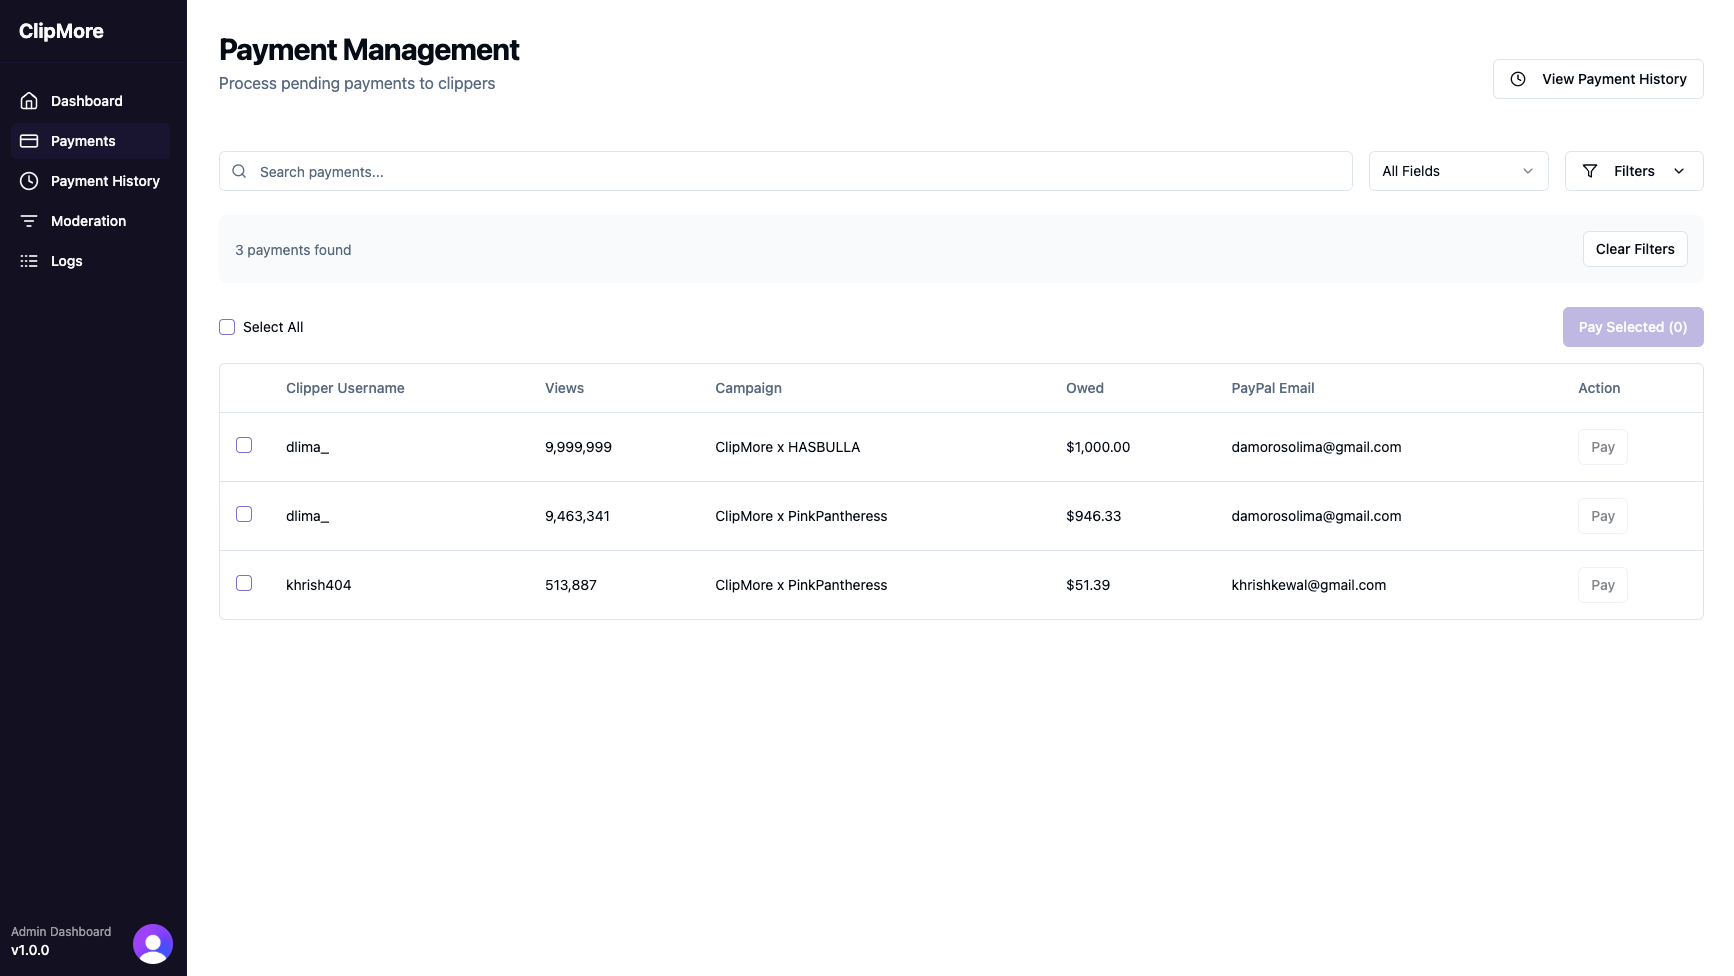 ClipMore
Dashboard
Payments
Payment History
Moderation
Logs
Admin Dashboard
v1.0.0
Payment Management
Process pending payments to clippers
View Payment History
Search payments...
All Fields
Filters
3 payments found
Clear Filters
Select All
Pay Selected (0)
Clipper Username Views Campaign Owed PayPal Email Action
dlima_ 9,999,999 ClipMore x HASBULLA $1,000.00 damorosolima@gmail.com Pay
dlima_ 9,463,341 ClipMore x PinkPantheress $946.33 damorosolima@gmail.com Pay
khrish404 513,887 ClipMore x PinkPantheress $51.39 khrishkewal@gmail.com Pay